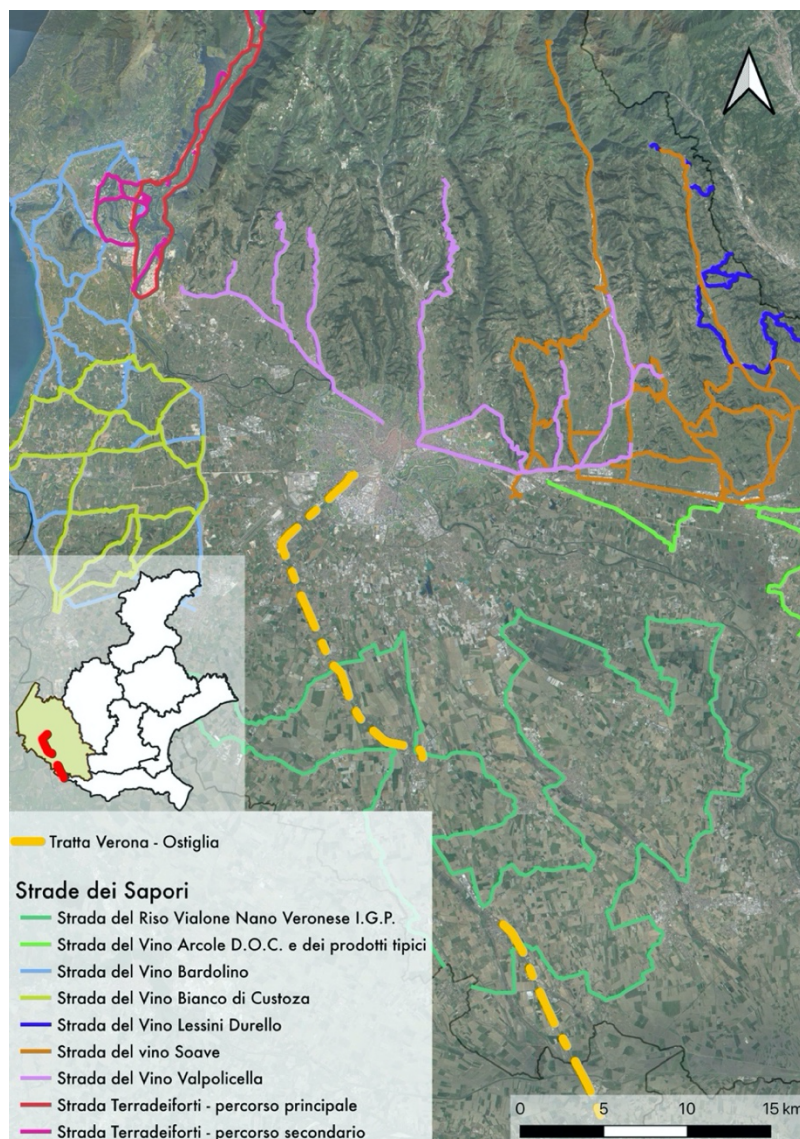 Tratta Verona - Ostiglia
Strade dei Sapori
Strada del Riso Vialone Nano Veronese I.G.P.
Strada del Vino Arcole D.O.C. e dei prodotti tipici
Strada del Vino Bardolino
Strada del Vino Bianco di Custoza
Strada del Vino Lessini Durello
Strada del vino Soave
Strada del Vino Valpolicella
Strada Terradeiforti - percorso principale
Strada Terradeiforti - percorso secondario
0 5 10 15 km